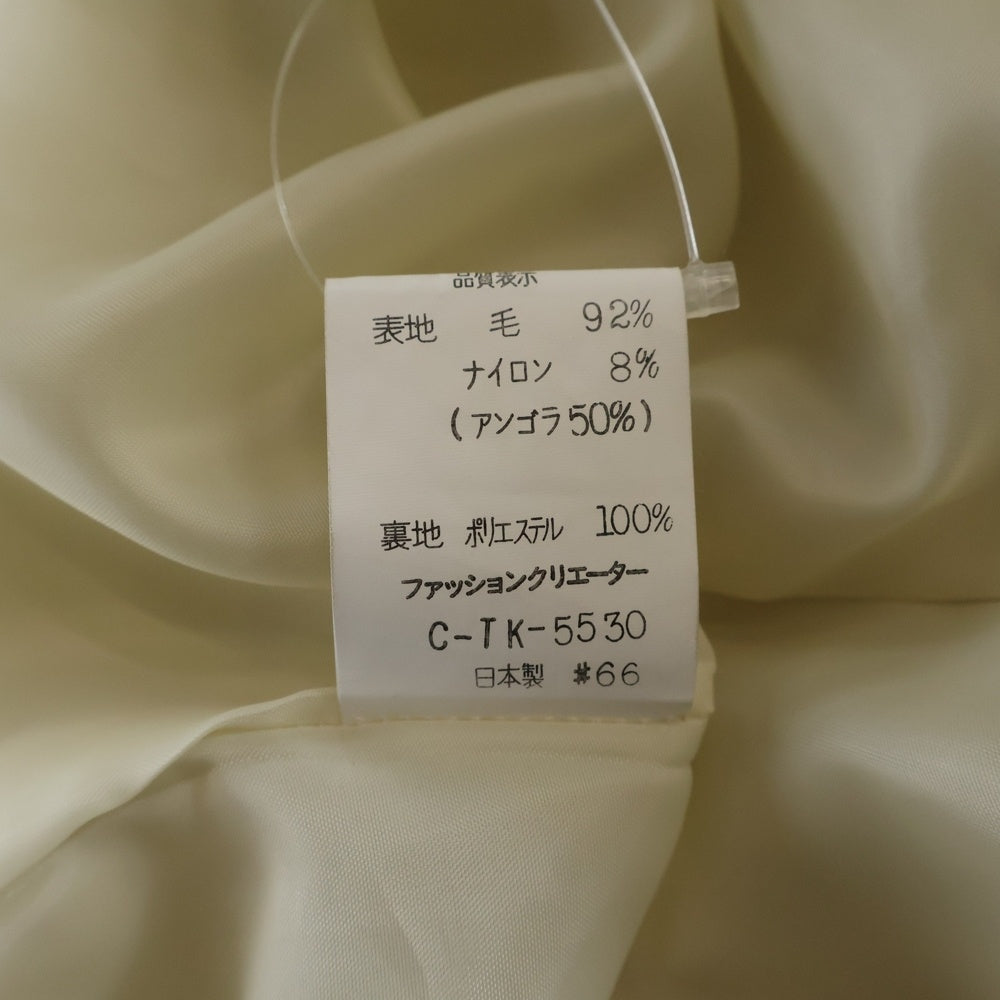 品質表示
表地 毛 92%
ナイロン 8%
(アンゴラ50%)
裏地 ポリエステル 100%
ファッションクリエーター
C-TK-5530
日本製 #66